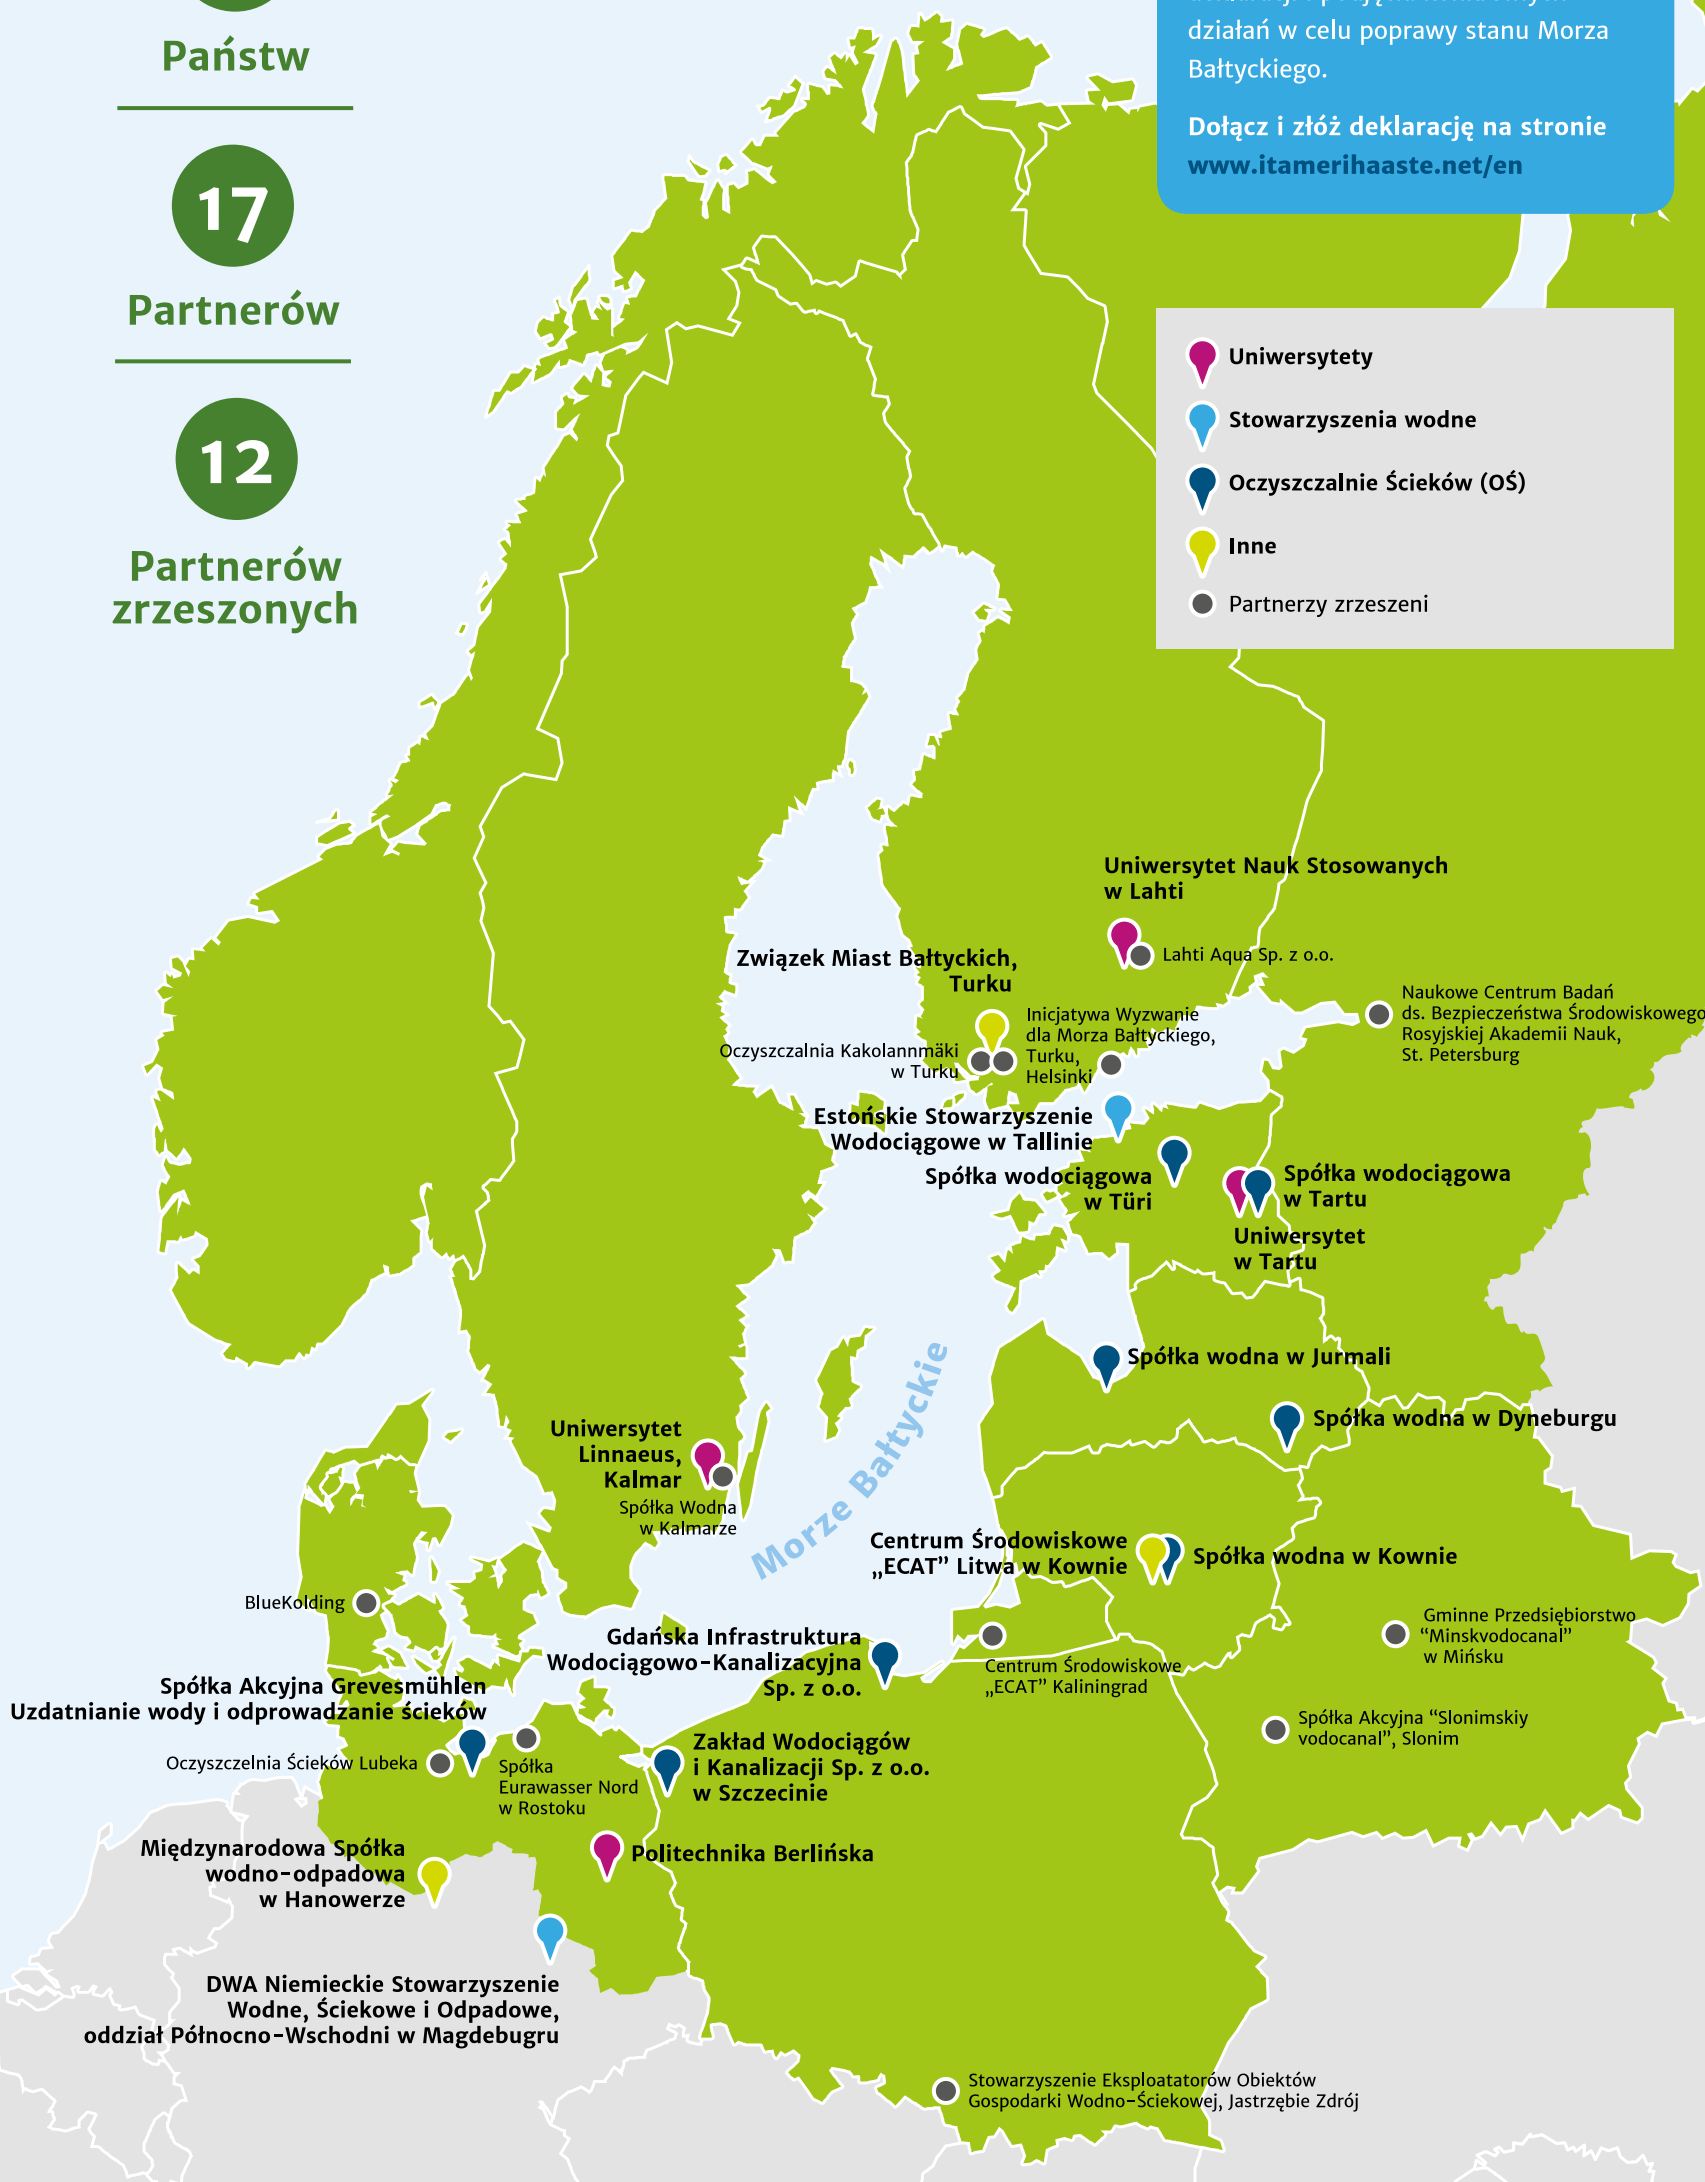 Państw
17
Partnerów
12
Partnerów
zrzeszonych
działań w celu poprawy stanu Morza
Bałtyckiego.
Dołącz i złóż deklarację na stronie
www.itamerihaaste.net/en
Uniwersytety
Stowarzyszenia wodne
Oczyszczalnie Ścieków (OŚ)
Inne
Partnerzy zrzeszeni
Uniwersytet Nauk Stosowanych
w Lahti
Lahti Aqua Sp. z o.o.
Związek Miast Bałtyckich,
Turku
Inicjatywa Wyzwanie
dla Morza Bałtyckiego,
Turku,
Helsinki
Naukowe Centrum Badań
ds. Bezpieczeństwa Środowiskowego
Rosyjskiej Akademii Nauk,
St. Petersburg
Oczyszczalnia Kakolannmäki
w Turku
Estońskie Stowarzyszenie
Wodociągowe w Tallinie
Spółka wodociągowa
w Türi
Spółka wodociągowa
w Tartu
Uniwersytet
w Tartu
Spółka wodna w Jurmali
Spółka wodna w Dyneburgu
Morze Bałtyckie
Uniwersytet
Linnaeus,
Kalmar
Spółka Wodna
w Kalmarze
Centrum Środowiskowe
„ECAT” Litwa w Kownie
Spółka wodna w Kownie
BlueKolding
Gdańska Infrastruktura
Wodociągowo-Kanalizacyjna
Sp. z o.o.
Centrum Środowiskowe
„ECAT” Kaliningrad
Gminne Przedsiębiorstwo
“Minskvodocanal”
w Mińsku
Spółka Akcyjna “Slonimskiy
vodocanal”, Slonim
Spółka Akcyjna Grevesmühlen
Uzdatnianie wody i odprowadzanie ścieków
Oczyszczelnia Ścieków Lubeka
Spółka
Eurawasser Nord
w Rostoku
Zakład Wodociągów
i Kanalizacji Sp. z o.o.
w Szczecinie
Międzynarodowa Spółka
wodno-odpadowa
w Hanowerze
Politechnika Berlińska
DWA Niemieckie Stowarzyszenie
Wodne, Ściekowe i Odpadowe,
oddział Północno-Wschodni w Magdebugru
Stowarzyszenie Eksploatatorów Obiektów
Gospodarki Wodno-Ściekowej, Jastrzębie Zdrój